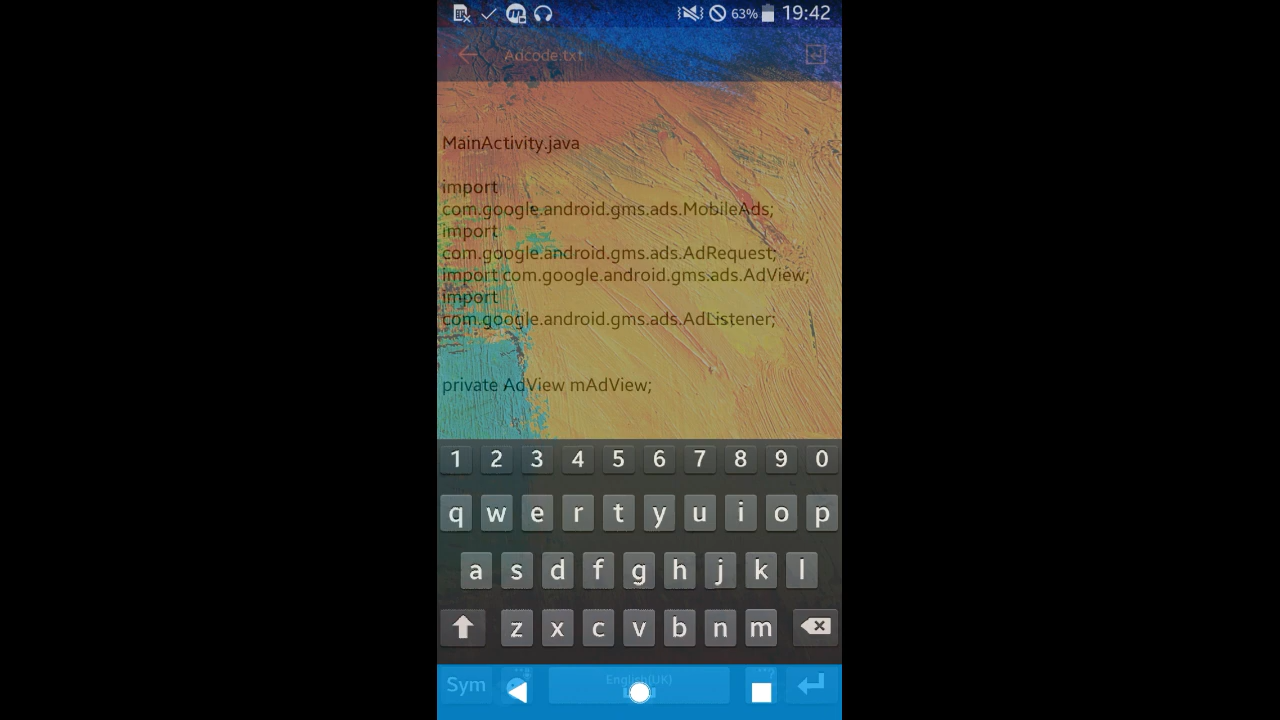 63% 19:42
Adcode.txt
MainActivity.java
import
com.google.android.gms.ads.MobileAds;
import
com.google.android.gms.ads.AdRequest;
import com.google.android.gms.ads.AdView;
import
com.google.android.gms.ads.AdListener;
private AdView mAdView;
1 2 3 4 5 6 7 8 9 0
q w e r t y u i o p
a s d f g h j k l
z x c v b n m
Sym English(UK)